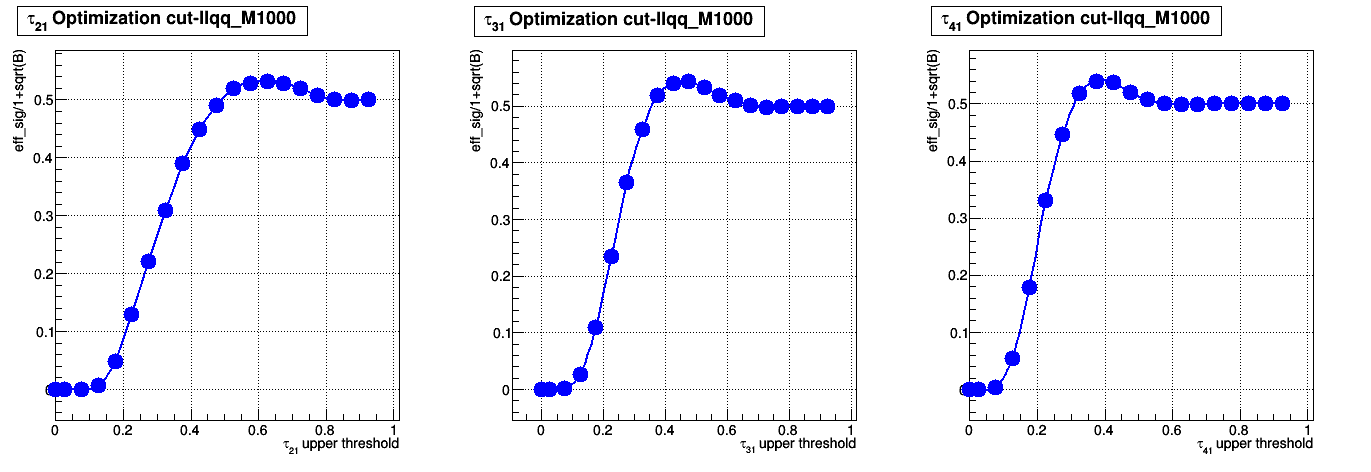 τ21 Optimization cut-llqq_M1000
eff_sig/1+sqrt(B)
0.5
0.4
0.3
0.2
0.1
0
0 0.2 0.4 0.6 0.8 1
τ21 upper threshold
τ31 Optimization cut-llqq_M1000
eff_sig/1+sqrt(B)
0.5
0.4
0.3
0.2
0.1
0
0 0.2 0.4 0.6 0.8 1
τ31 upper threshold
τ41 Optimization cut-llqq_M1000
eff_sig/1+sqrt(B)
0.5
0.4
0.3
0.2
0.1
0
0 0.2 0.4 0.6 0.8 1
τ41 upper threshold